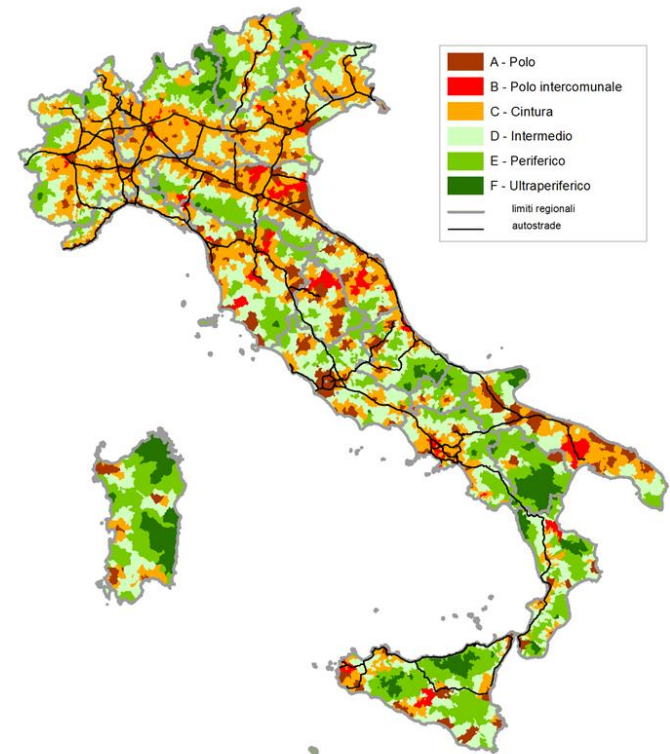 A - Polo
B - Polo intercomunale
C - Cintura
D - Intermedio
E - Periferico
F - Ultraperiferico
limiti regionali
autostrade